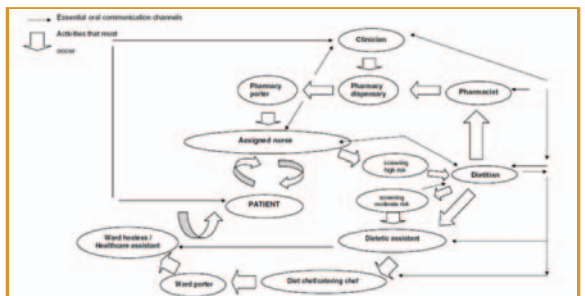 Essential oral communication channels
Activities that must
occur
Clinician
Pharmacy
porter
Pharmacy
dispensary
Pharmacist
Assigned nurse
screening
high risk
Dietitian
PATIENT
screening
moderate risk
Ward hostess /
Healthcare assistant
Dietetic assistant
Ward porter
Diet chef/catering chef